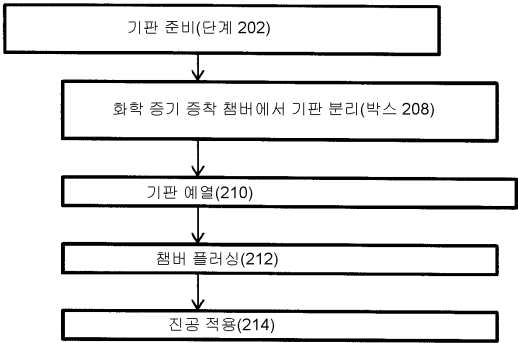 기판 준비(단계 202)
화학 증기 증착 챔버에서 기판 분리(박스 208)
기판 예열(210)
챔버 플러싱(212)
진공 적용(214)